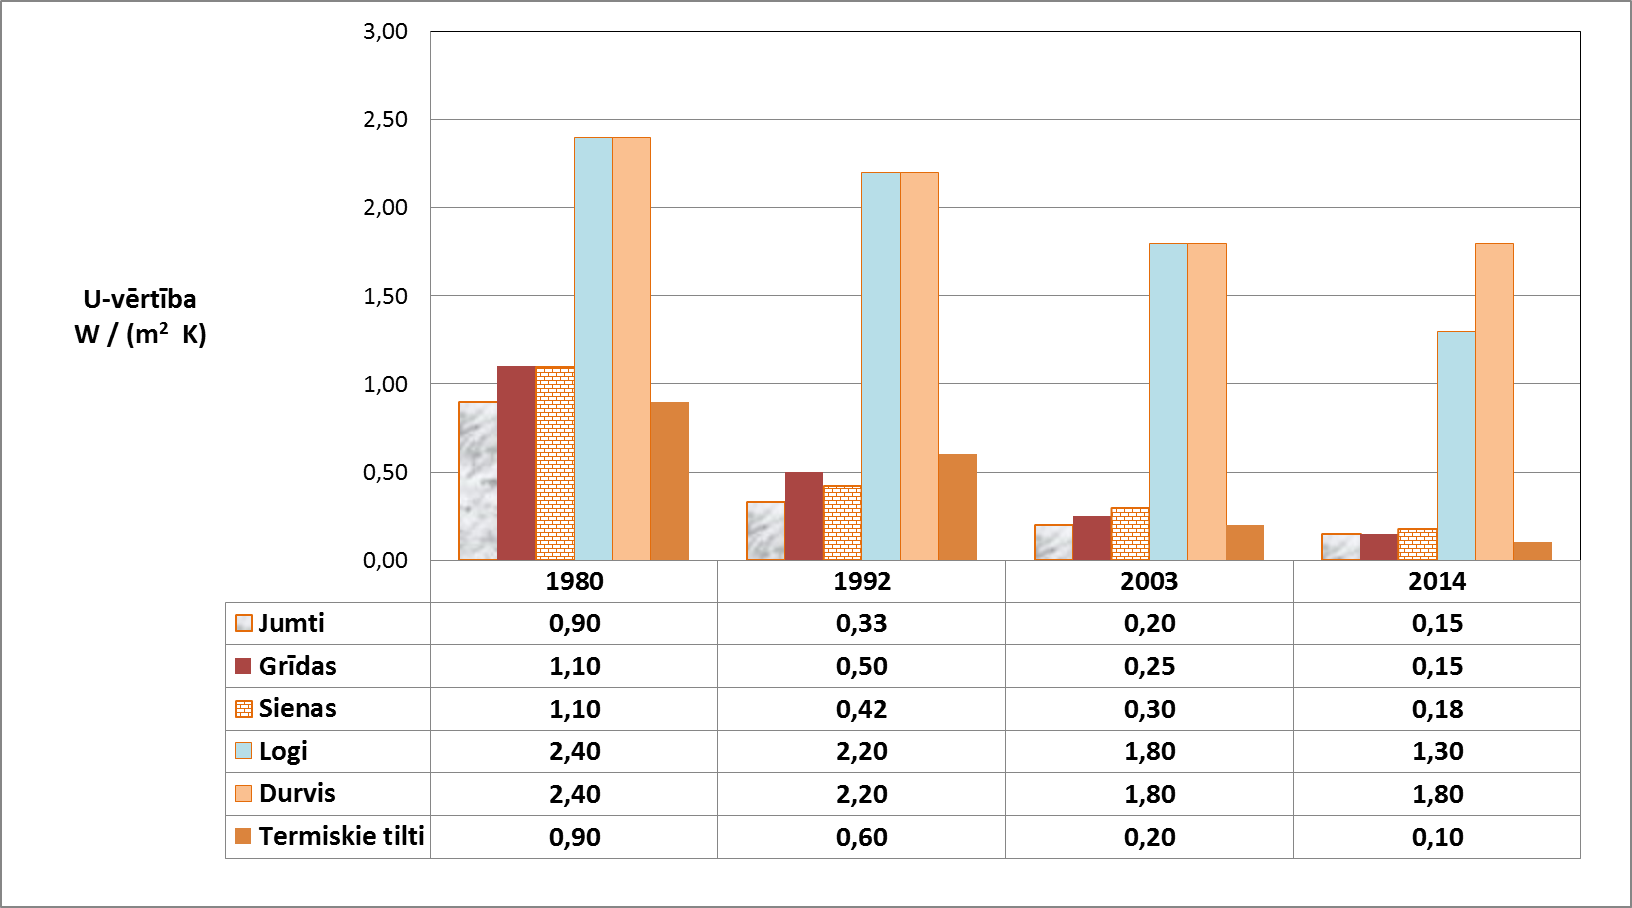 3,00
2,50
2,00
1,50
1,00
0,50
0,00
U-vērtība
W / (m² K)
1980 1992 2003 2014
Jumti 0,90 0,33 0,20 0,15
Grīdas 1,10 0,50 0,25 0,15
Sienas 1,10 0,42 0,30 0,18
Logi 2,40 2,20 1,80 1,30
Durvis 2,40 2,20 1,80 1,80
Termiskie tilti 0,90 0,60 0,20 0,10